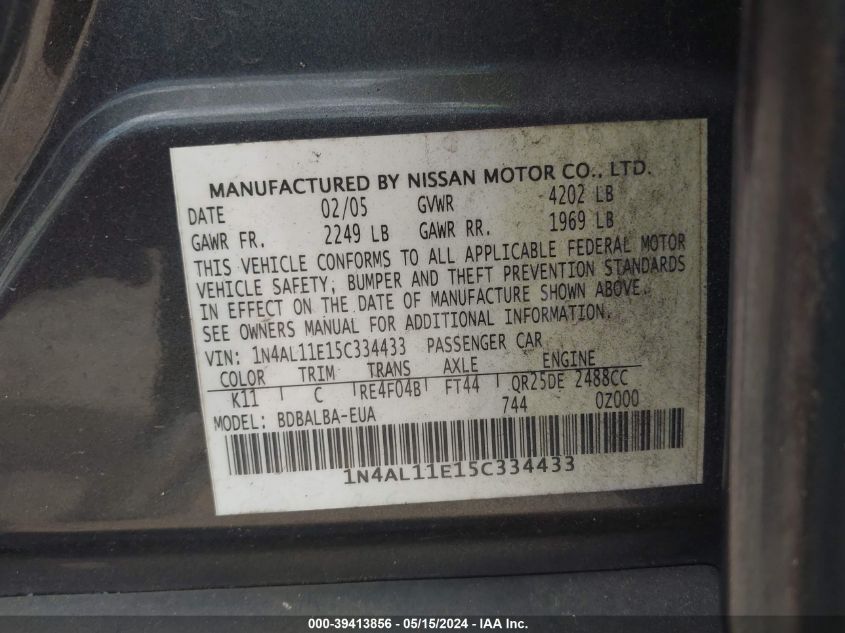 MANUFACTURED BY NISSAN MOTOR CO., LTD.
DATE 02/05 GVWR 4202 LB
GAWR FR. 2249 LB GAWR RR. 1969 LB
THIS VEHICLE CONFORMS TO ALL APPLICABLE FEDERAL MOTOR
VEHICLE SAFETY, BUMPER AND THEFT PREVENTION STANDARDS
IN EFFECT ON THE DATE OF MANUFACTURE SHOWN ABOVE.
SEE OWNERS MANUAL FOR ADDITIONAL INFORMATION.
VIN: 1N4AL11E15C334433 PASSENGER CAR
COLOR TRIM TRANS AXLE ENGINE
K11 C RE4F04B FT44 QR25DE 2488CC
MODEL: BDBALBA-EUA 744 0Z000
1N4AL11E15C334433
000-39413856 - 05/15/2024 - IAA Inc.